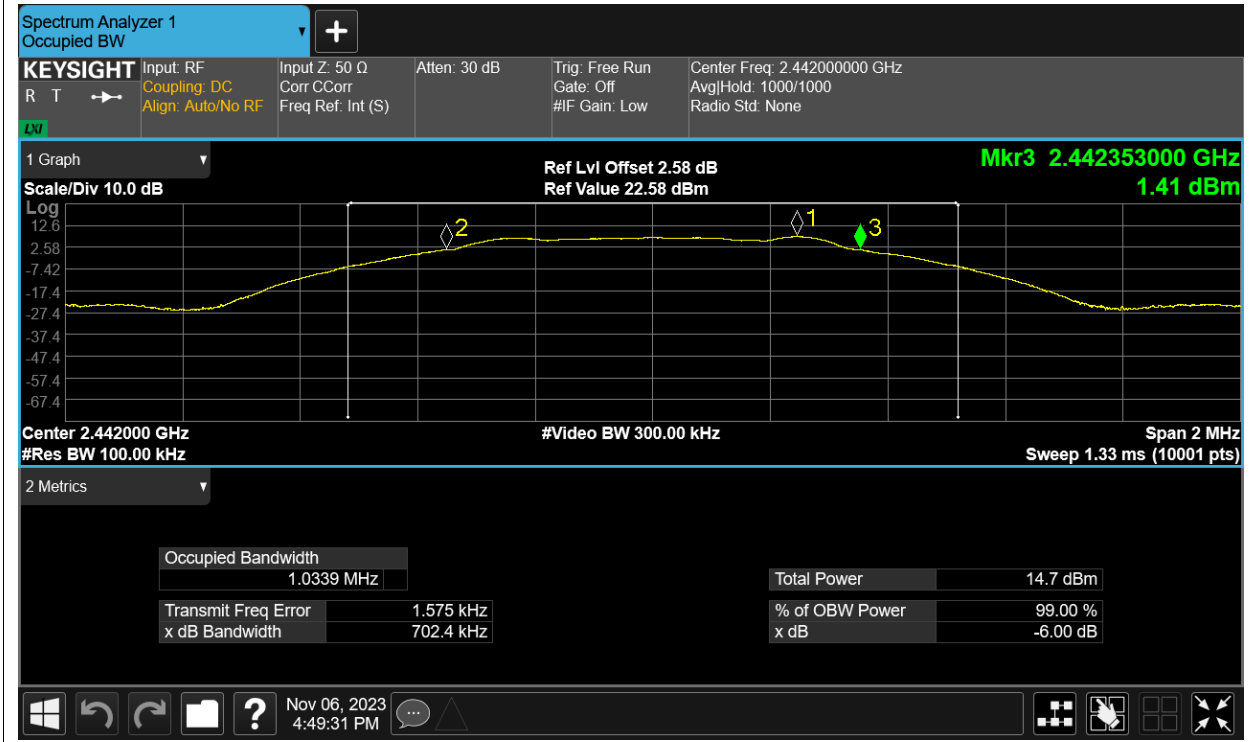 Spectrum Analyzer 1
Occupied BW
KEYSIGHT
R T
LXI
Input: RF
Coupling: DC
Align: Auto/No RF
Input Z: 50 Ω
Corr CCorr
Freq Ref: Int (S)
Atten: 30 dB
Trig: Free Run
Gate: Off
#IF Gain: Low
Center Freq: 2.442000000 GHz
Avg|Hold: 1000/1000
Radio Std: None
1 Graph
Scale/Div 10.0 dB
Ref Lvl Offset 2.58 dB
Ref Value 22.58 dBm
Mkr3 2.442353000 GHz
1.41 dBm
Log
12.6
2.58
-7.42
-17.4
-27.4
-37.4
-47.4
-57.4
-67.4
2
1
3
Center 2.442000 GHz
#Video BW 300.00 kHz
Span 2 MHz
#Res BW 100.00 kHz
Sweep 1.33 ms (10001 pts)
2 Metrics
Occupied Bandwidth
1.0339 MHz
Total Power 14.7 dBm
Transmit Freq Error 1.575 kHz
% of OBW Power 99.00 %
x dB Bandwidth 702.4 kHz
x dB -6.00 dB
?
Nov 06, 2023
4:49:31 PM